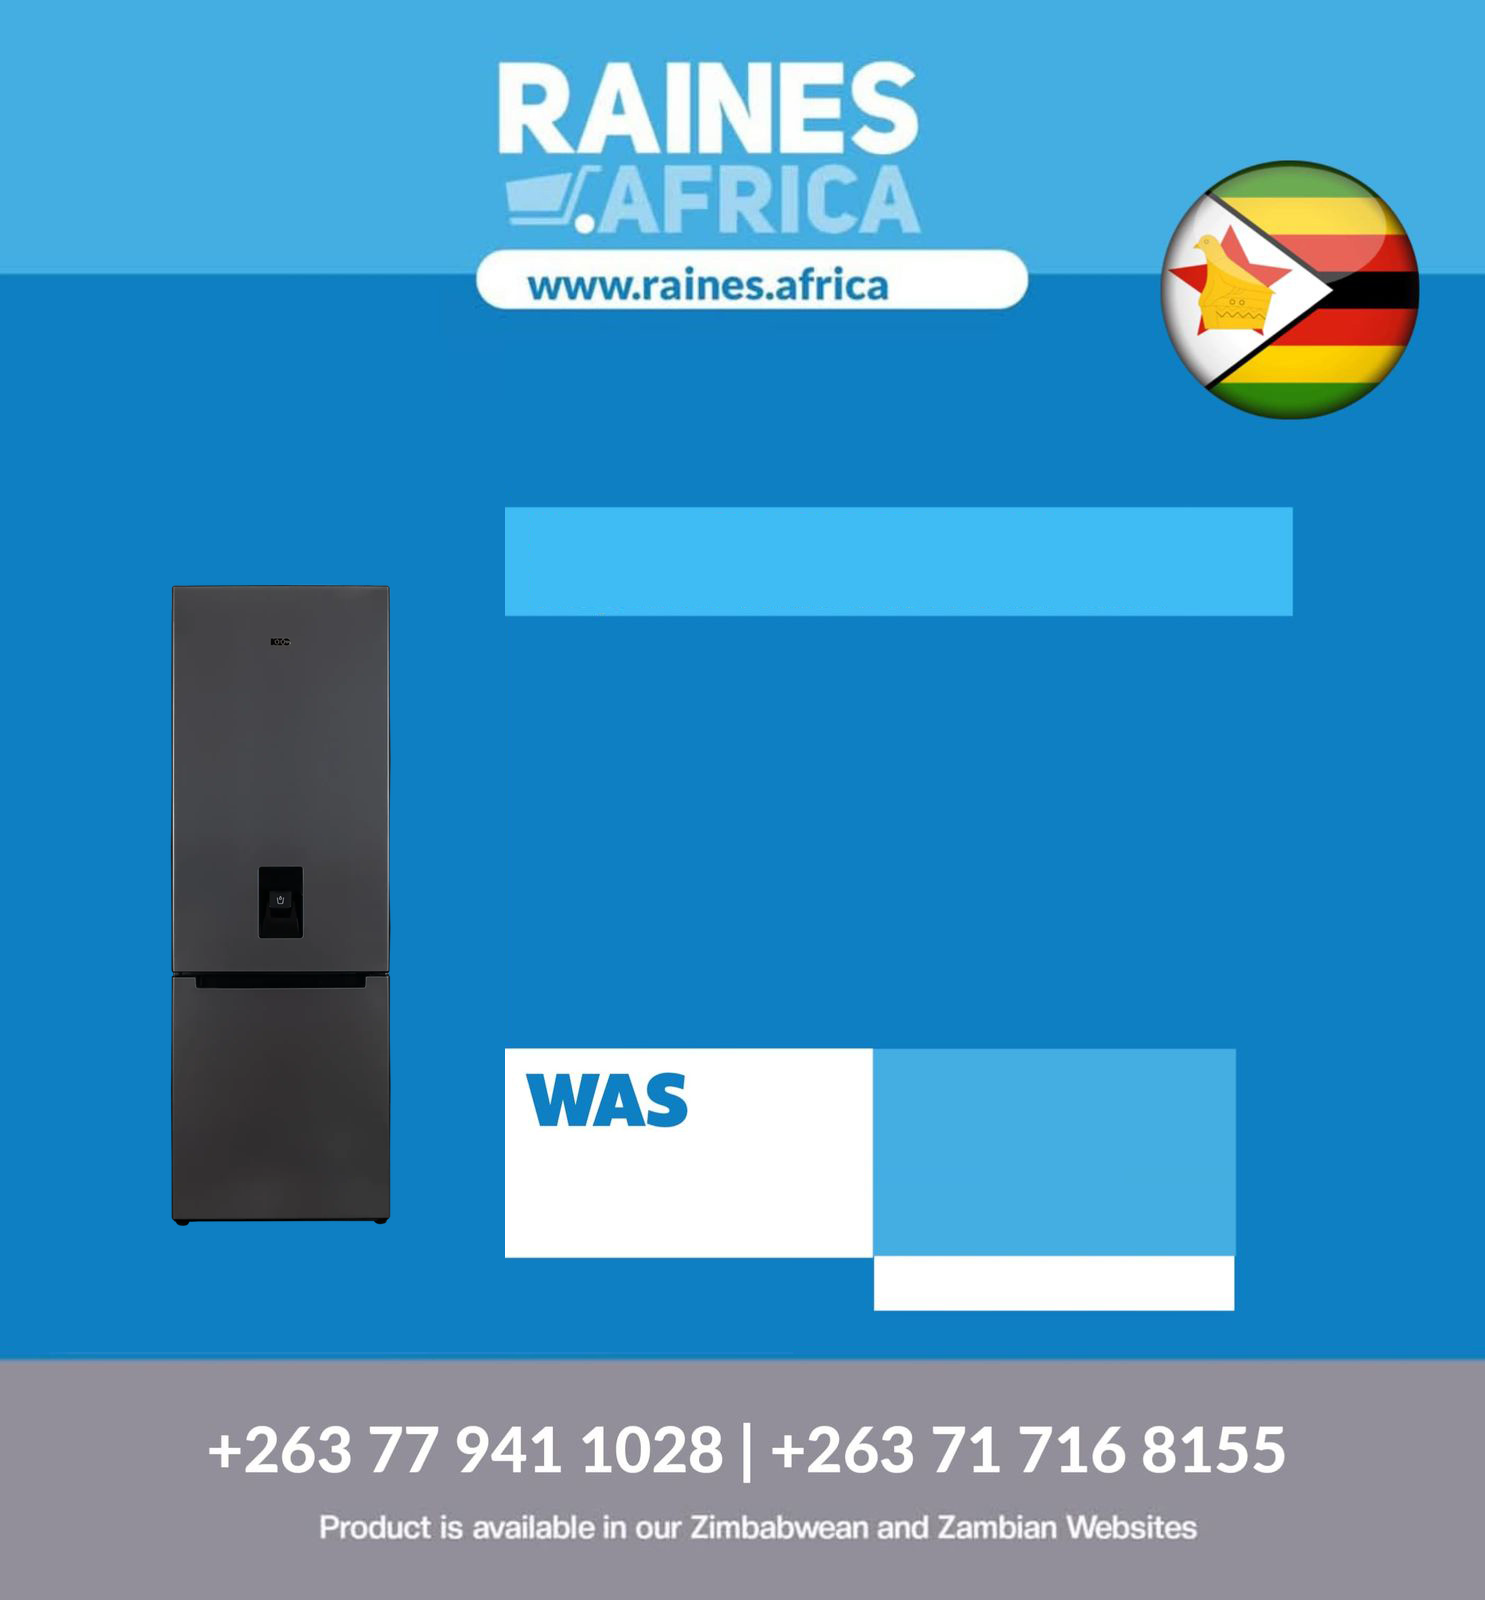 RAINES
.AFRICA
www.raines.africa
WAS
+263 77 941 1028 | +263 71 716 8155
Product is available in our Zimbabwean and Zambian Websites